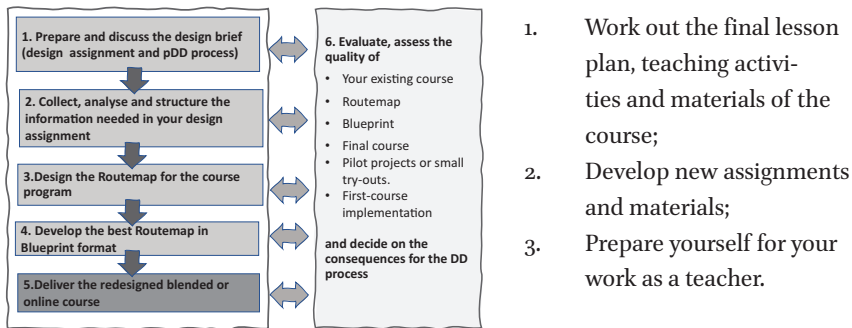 1. Prepare and discuss the design brief
(design assignment and pDD process)
2. Collect, analyse and structure the
information needed in your design
assignment
3.Design the Routemap for the course
program
4. Develop the best Routemap in
Blueprint format
5.Deliver the redesigned blended or
online course
6. Evaluate, assess the
quality of
• Your existing course
• Routemap
• Blueprint
• Final course
• Pilot projects or small
try-outs.
• First-course
implementation
and decide on the
consequences for the DD
process
1. Work out the final lesson
plan, teaching activi-
ties and materials of the
course;
2. Develop new assignments
and materials;
3. Prepare yourself for your
work as a teacher.